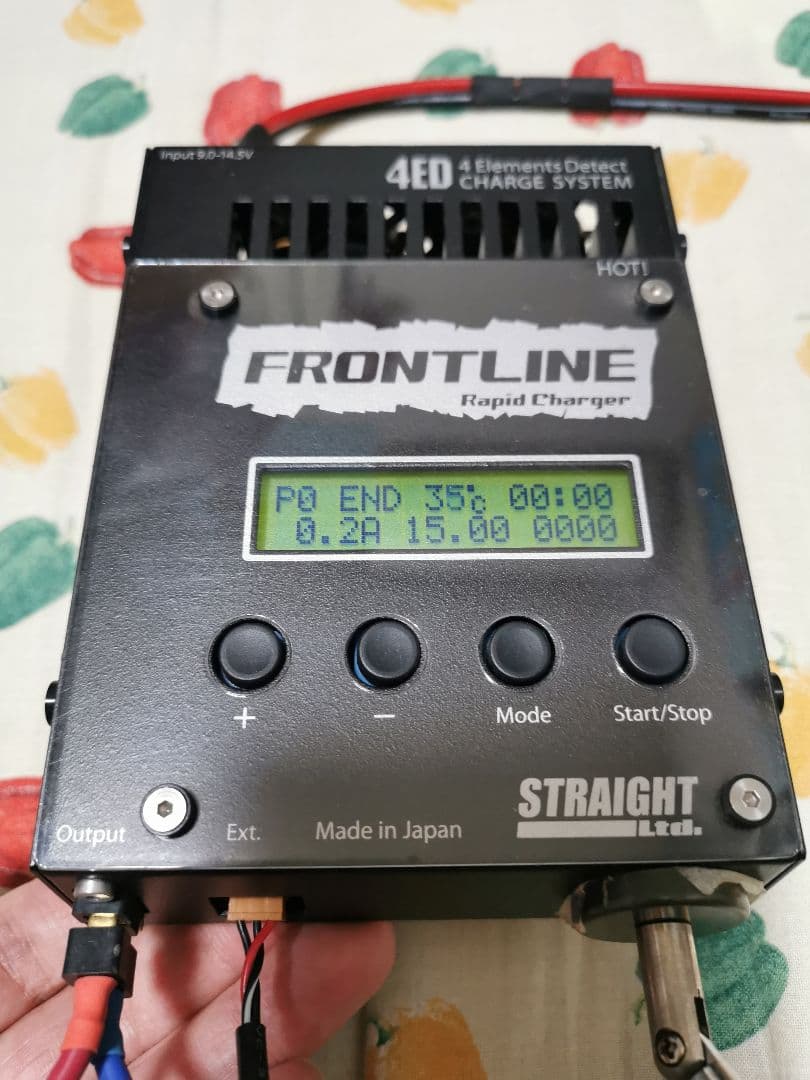 Input 9.0-14.5V
4ED 4 Elements Detect
CHARGE SYSTEM
HOT!
FRONTLINE
Rapid Charger
P0 END 35℃ 00:00
0.2A 15.00 0000
+ − Mode Start/Stop
STRAIGHT
Ltd.
Output Ext. Made in Japan